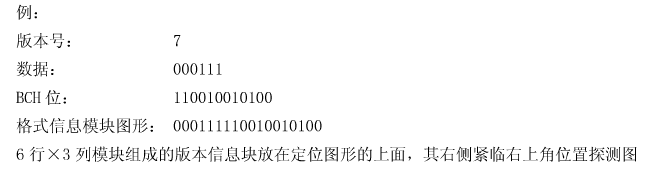 例：
版本号： 7
数据： 000111
BCH 位： 110010010100
格式信息模块图形： 000111110010010100
6 行×3 列模块组成的版本信息块放在定位图形的上面，其右侧紧临右上角位置探测图